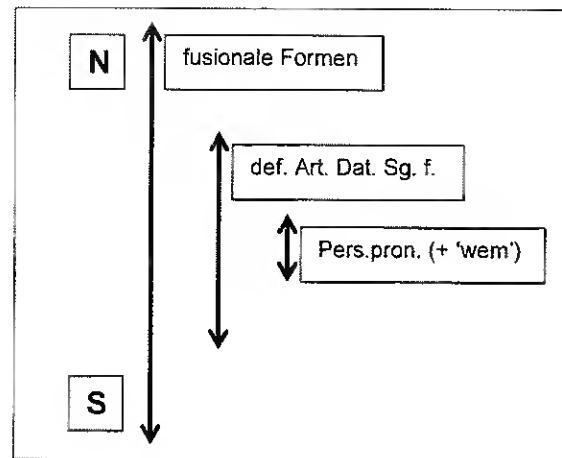 N
fusionale Formen
def. Art. Dat. Sg. f.
Pers.pron. (+ 'wem')
S